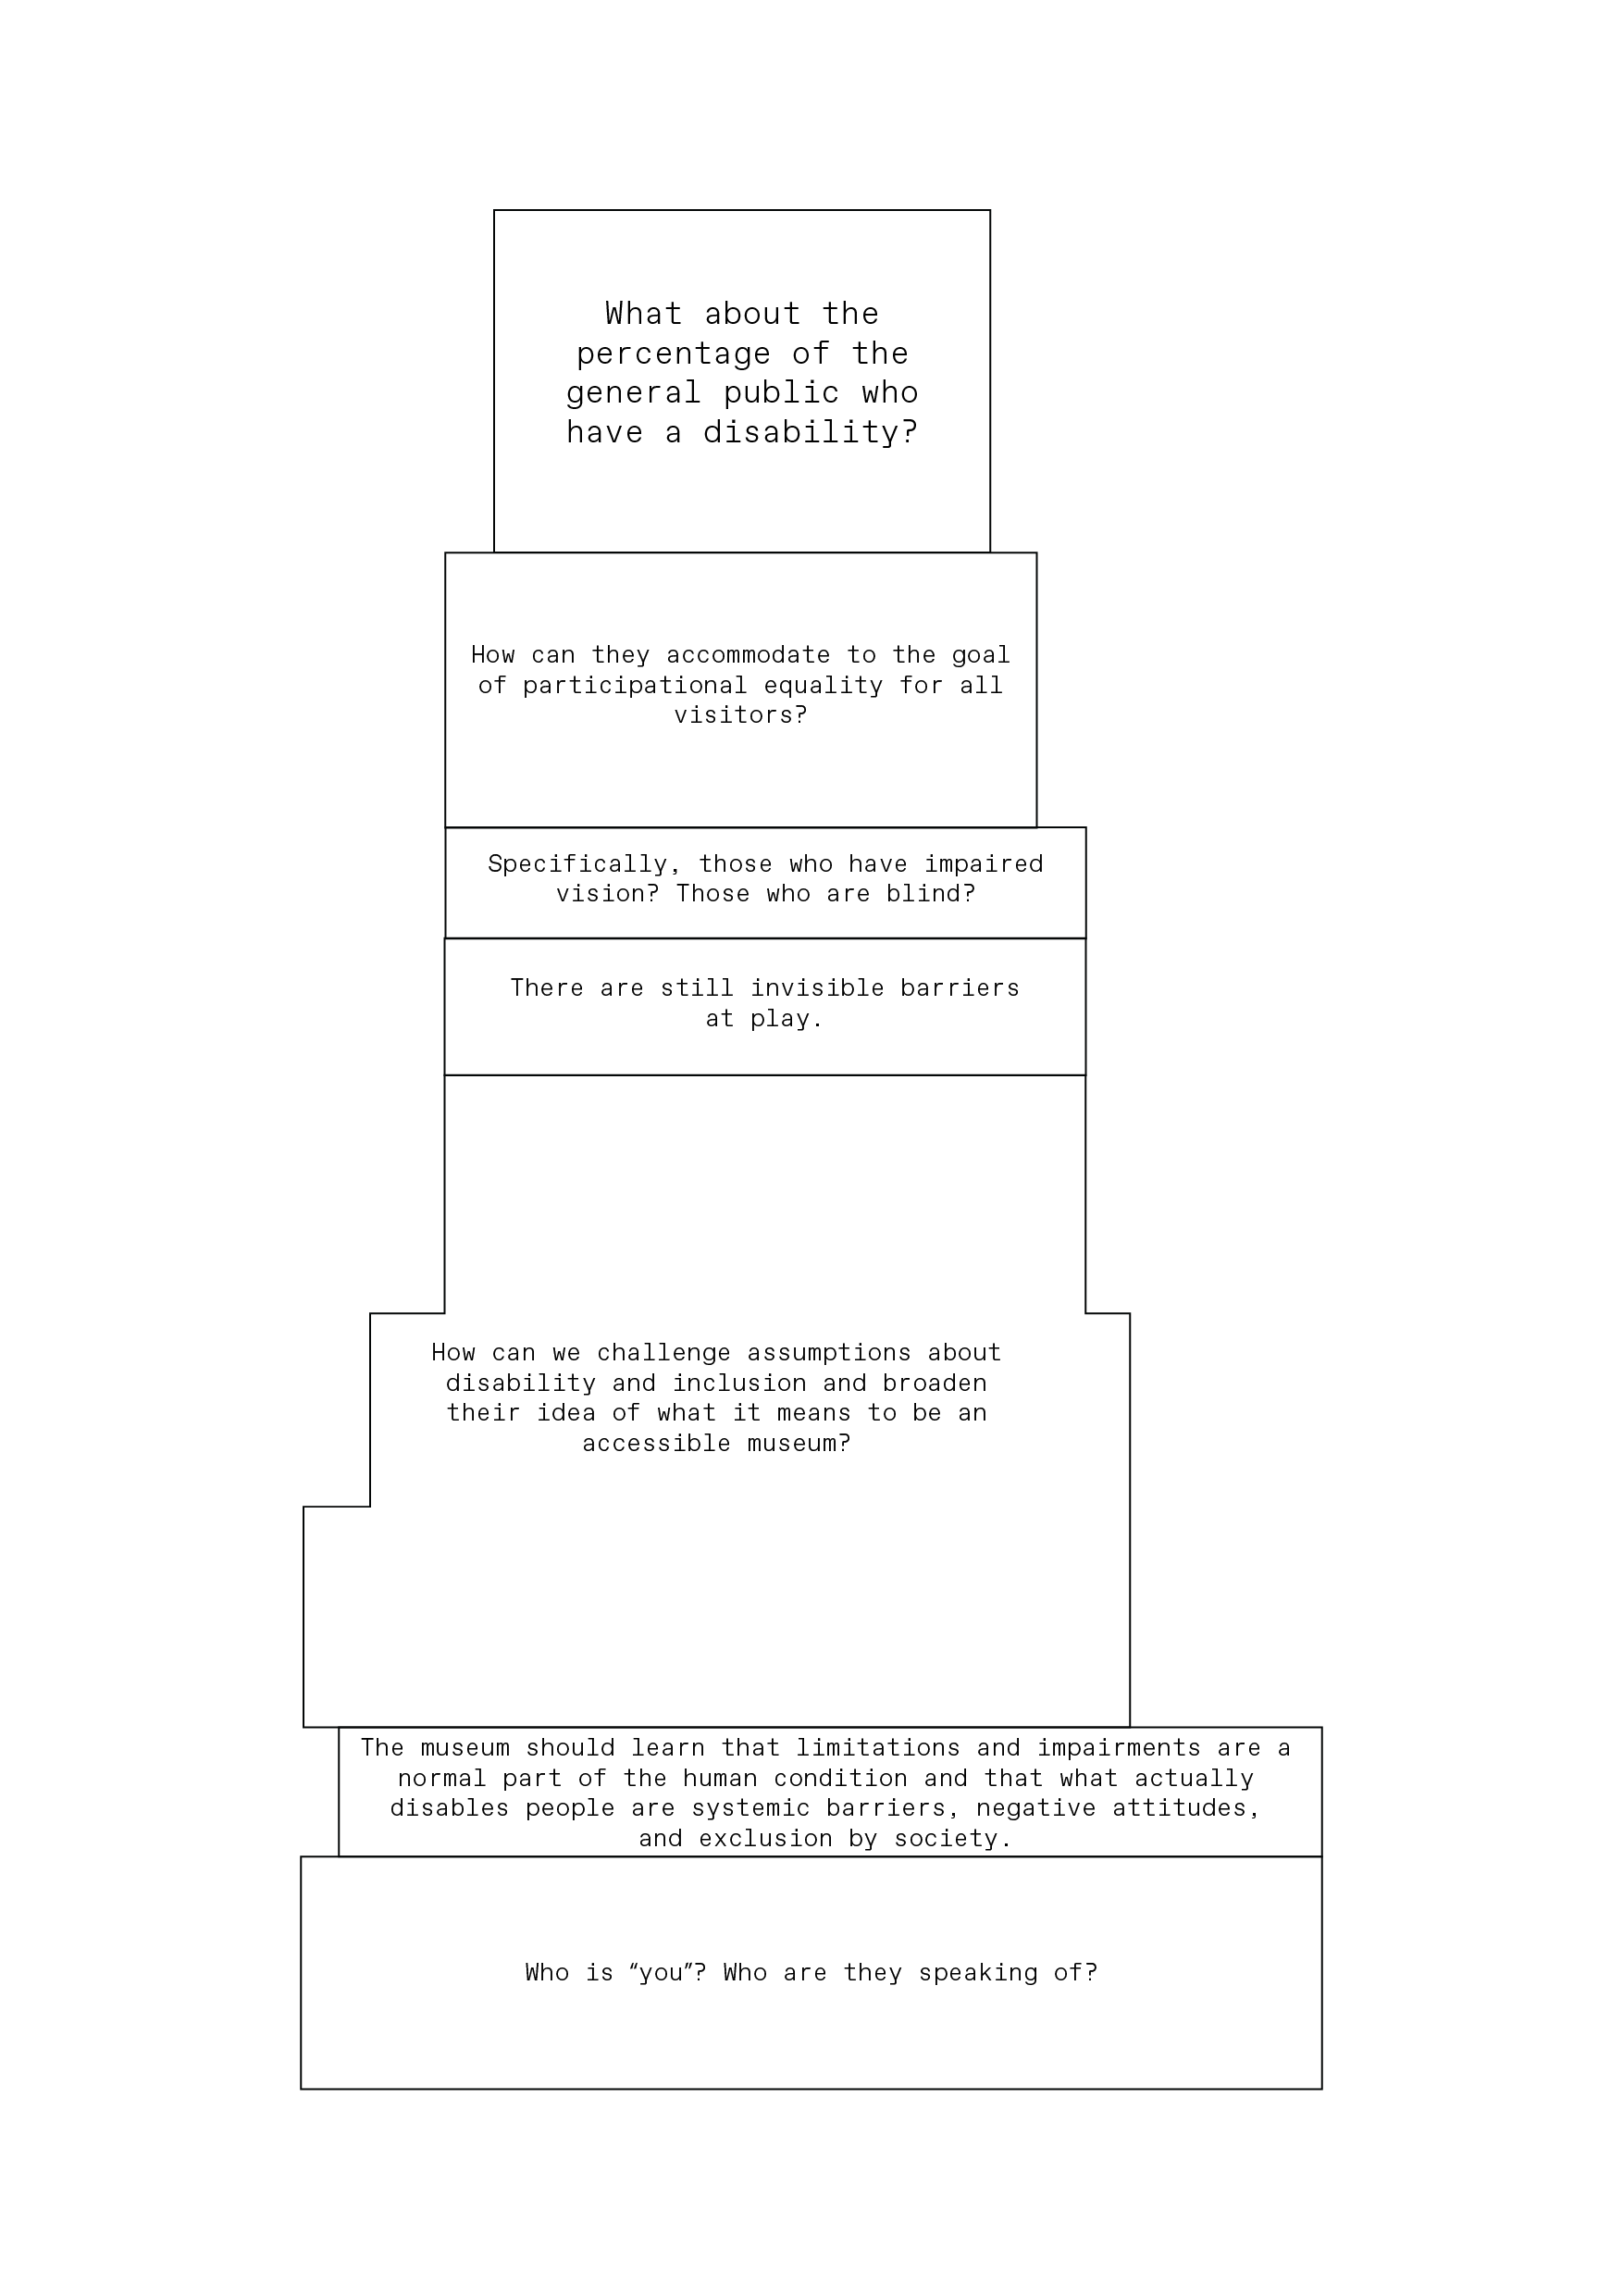 What about the
percentage of the
general public who
have a disability?
How can they accommodate to the goal
of participational equality for all
visitors?
Specifically, those who have impaired
vision? Those who are blind?
There are still invisible barriers
at play.
How can we challenge assumptions about
disability and inclusion and broaden
their idea of what it means to be an
accessible museum?
The museum should learn that limitations and impairments are a
normal part of the human condition and that what actually
disables people are systemic barriers, negative attitudes,
and exclusion by society.
Who is “you”? Who are they speaking of?